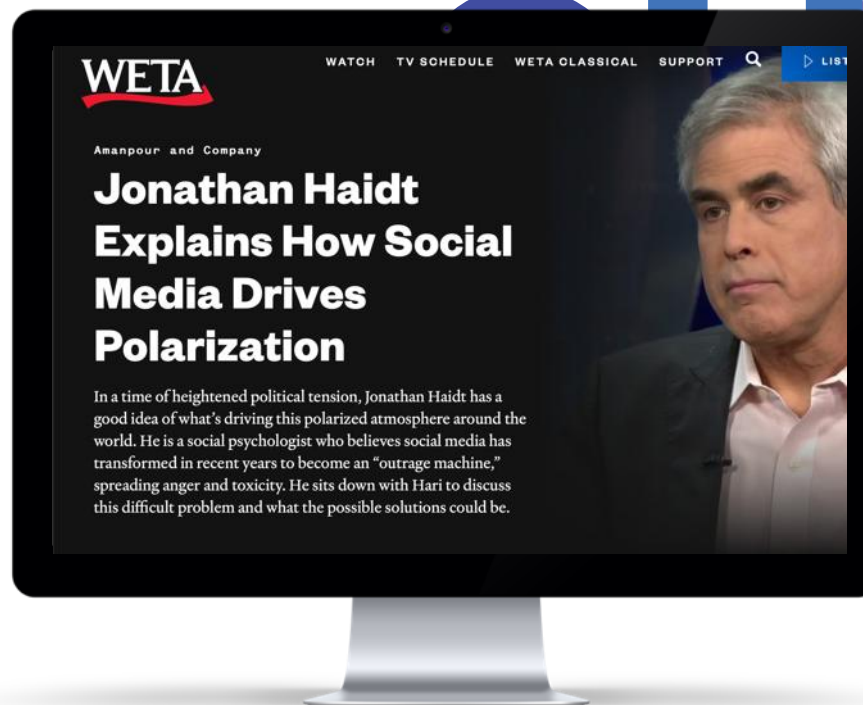 WETA
WATCH TV SCHEDULE WETA CLASSICAL SUPPORT
Amanpour and Company
Jonathan Haidt
Explains How Social
Media Drives
Polarization
In a time of heightened political tension, Jonathan Haidt has a
good idea of what’s driving this polarized atmosphere around the
world. He is a social psychologist who believes social media has
transformed in recent years to become an “outrage machine,”
spreading anger and toxicity. He sits down with Hari to discuss
this difficult problem and what the possible solutions could be.